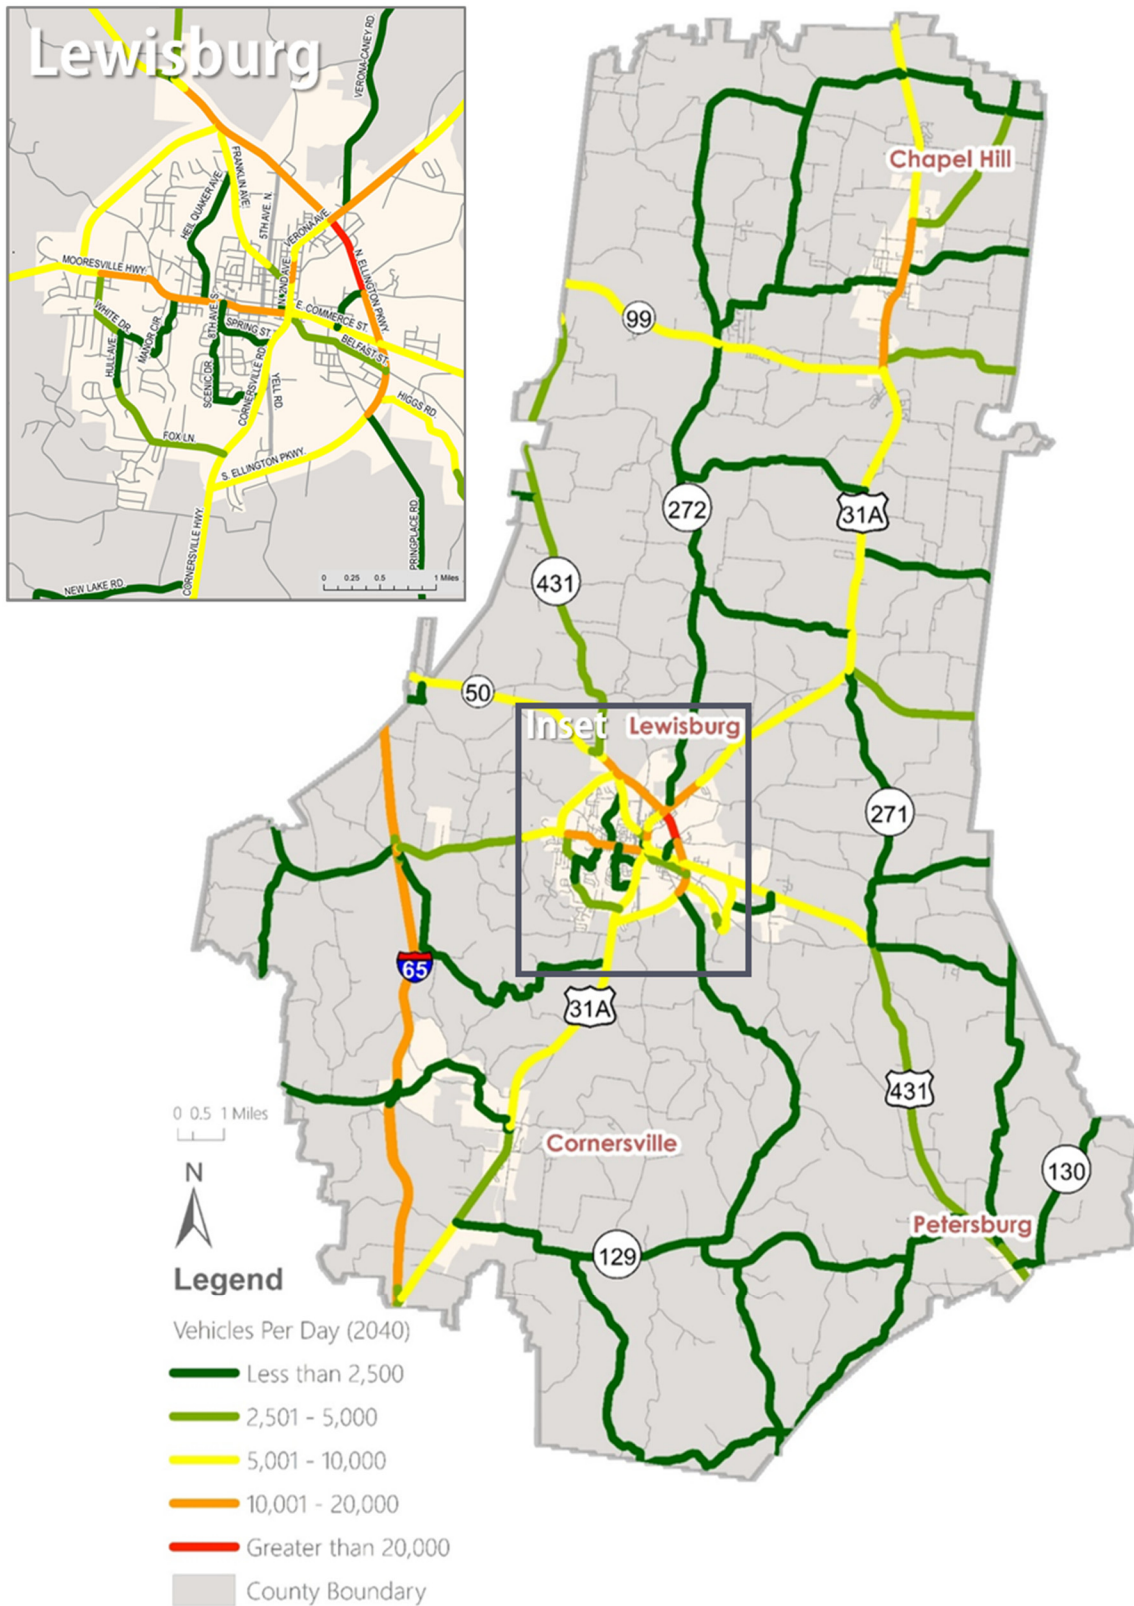 Lewisburg
VERONA-CANEY RD
FRANKLIN AVE.
HEIL QUAKER AVE
5TH AVE. N.
VERONA AVE.
MOORESVILLE HWY.
N. ELLINGTON PKWY.
N. 2ND AVE.
WHITE DR.
MANOR CIR.
8TH AVE. S.
E. COMMERCE ST.
SPRING ST.
BELFAST ST.
HULL AVE.
SCENIC DR.
CORNERSVILLE RD.
YELL RD.
HIGGS RD.
FOX LN.
S. ELLINGTON PKWY.
CORNERSVILLE HWY.
PRINGPLACE RD.
NEW LAKE RD
0 0.25 0.5 1 Miles
Chapel Hill
99
272
31A
431
50
Inset
Lewisburg
271
65
31A
431
0 0.5 1 Miles
N
Cornersville
130
Petersburg
129
Legend
Vehicles Per Day (2040)
Less than 2,500
2,501 - 5,000
5,001 - 10,000
10,001 - 20,000
Greater than 20,000
County Boundary